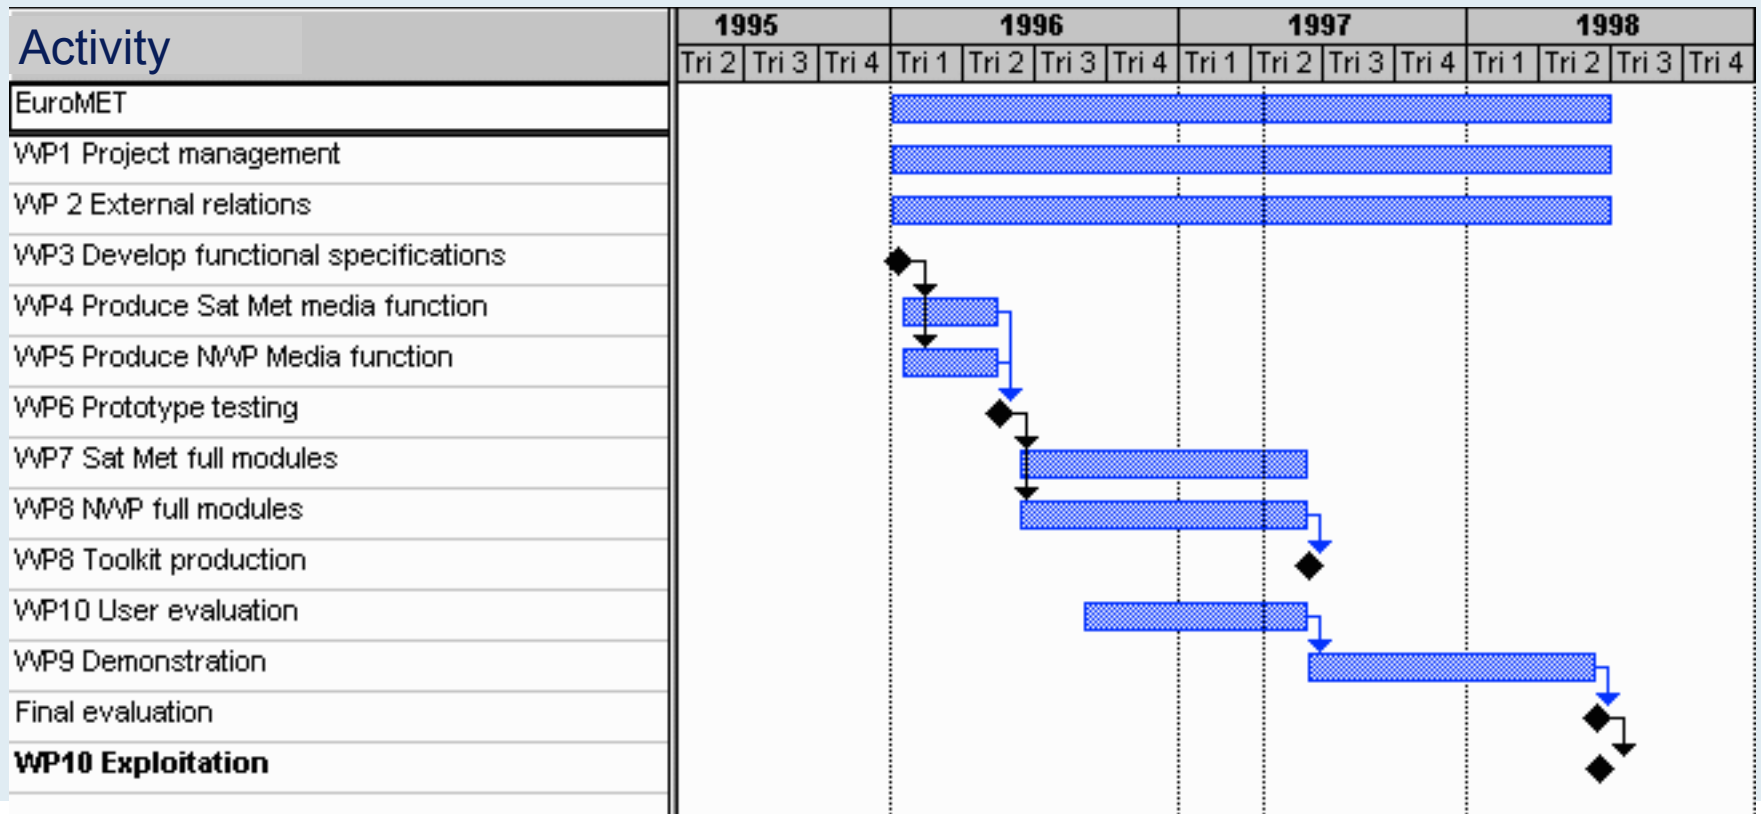 Activity
1995 1996 1997 1998
Tri 2 Tri 3 Tri 4 Tri 1 Tri 2 Tri 3 Tri 4 Tri 1 Tri 2 Tri 3 Tri 4 Tri 1 Tri 2 Tri 3 Tri 4
EuroMET
WP1 Project management
WP 2 External relations
WP3 Develop functional specifications
WP4 Produce Sat Met media function
WP5 Produce NWP Media function
WP6 Prototype testing
WP7 Sat Met full modules
WP8 NWP full modules
WP8 Toolkit production
WP10 User evaluation
WP9 Demonstration
Final evaluation
WP10 Exploitation